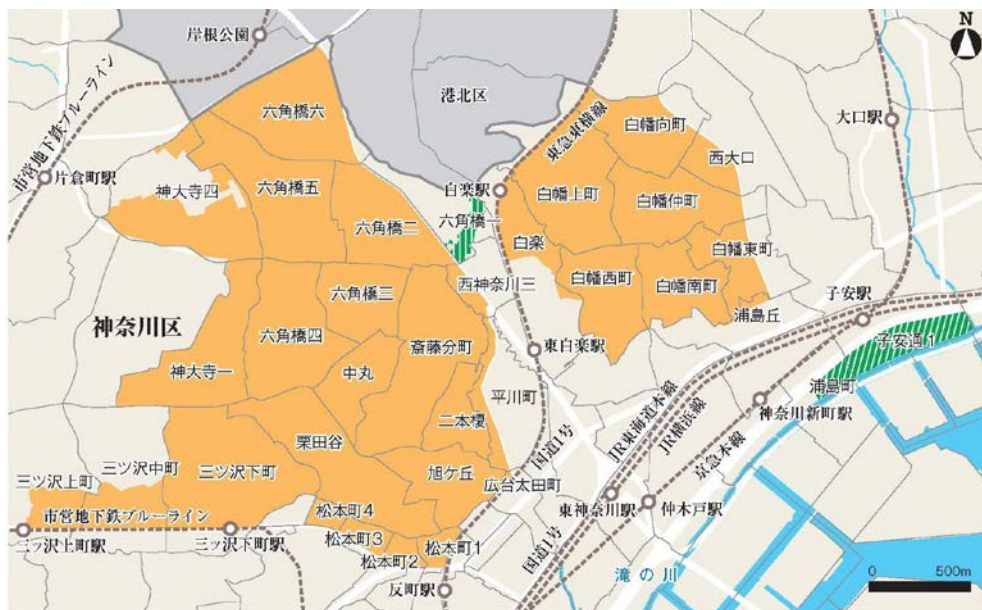 岸根公園
N
市営地下鉄ブルーライン
六角橋六
港北区
東急東横線
白幡向町
大口駅
西大口
片倉町駅
神大寺四
六角橋五
白楽駅
白幡上町
白幡仲町
六角橋二
六角橋一
白楽
白幡東町
西神奈川三
白幡西町
白幡南町
六角橋三
浦島丘
子安駅
神奈川区
六角橋四
斎藤分町
東白楽駅
子安通1
神大寺一
中丸
平川町
浦島町
二本榎
神奈川新町駅
栗田谷
国道1号
JR東海道本線
JR横浜線
京急本線
三ツ沢中町
三ツ沢上町
三ツ沢下町
旭ケ丘
広台太田町
市営地下鉄ブルーライン
松本町4
東神奈川駅
仲木戸駅
三ッ沢上町駅
三ッ沢下町駅
松本町3
松本町1
松本町2
国道1号
滝の川
反町駅
0 500m